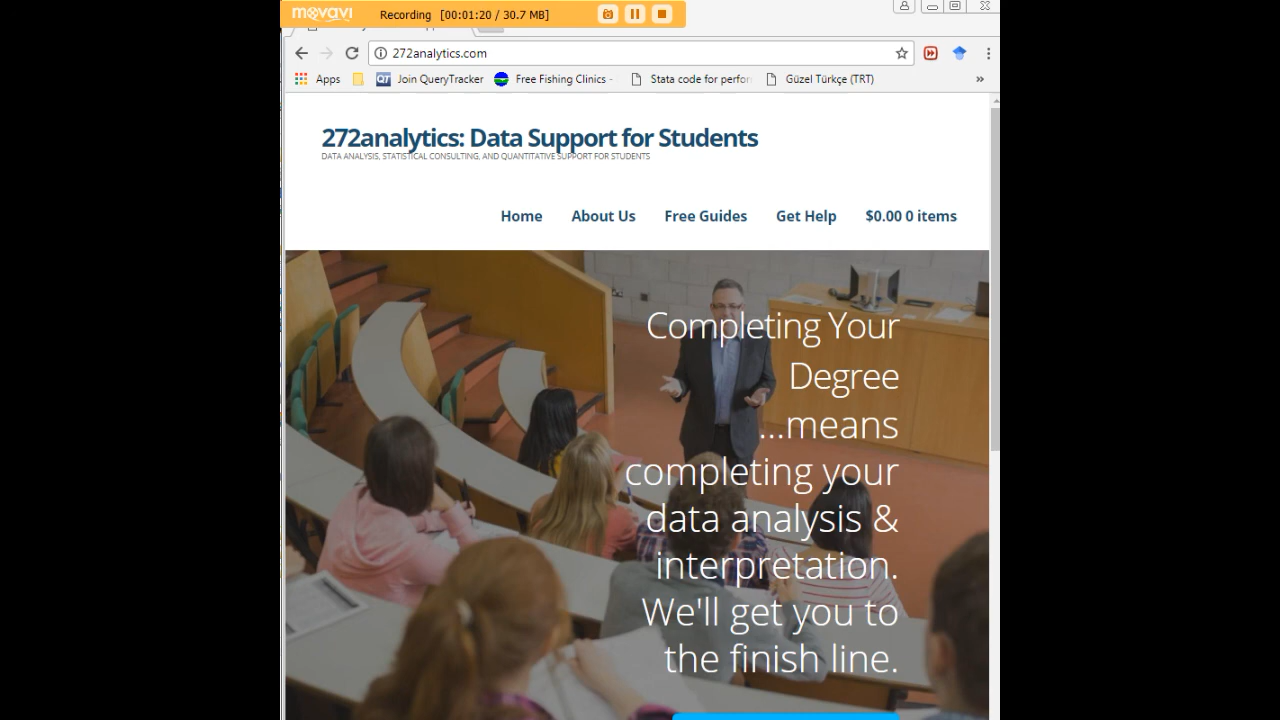 movavi Recording [00:01:20 / 30.7 MB]
272analytics.com
Apps QT Join QueryTracker Free Fishing Clinics - Stata code for perfor Güzel Türkçe (TRT) »
272analytics: Data Support for Students
DATA ANALYSIS, STATISTICAL CONSULTING, AND QUANTITATIVE SUPPORT FOR STUDENTS
Home About Us Free Guides Get Help $0.00 0 items
Completing Your
Degree
...means
completing your
data analysis &
interpretation.
We'll get you to
the finish line.